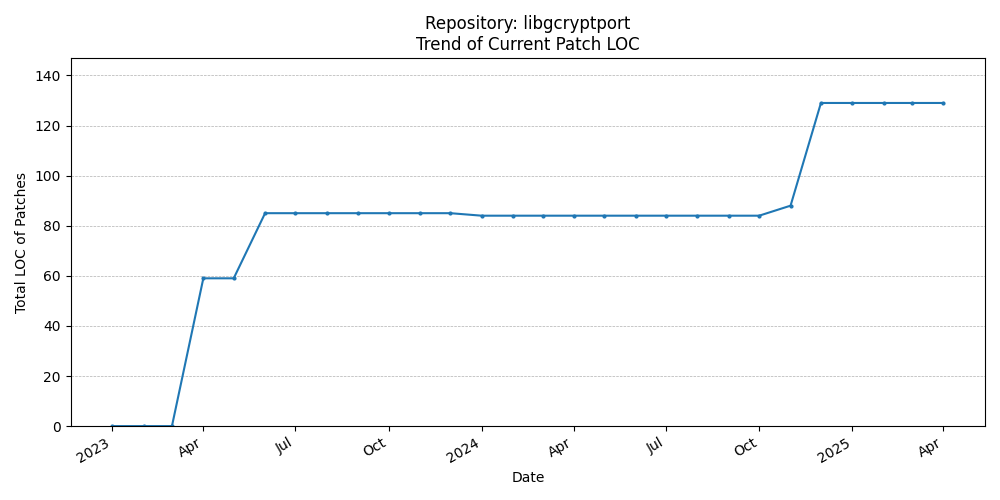 Repository: libgcryptport
Trend of Current Patch LOC
Total LOC of Patches
140
120
100
80
60
40
20
0
2023
Apr
Jul
Oct
2024
Apr
Jul
Oct
2025
Apr
Date